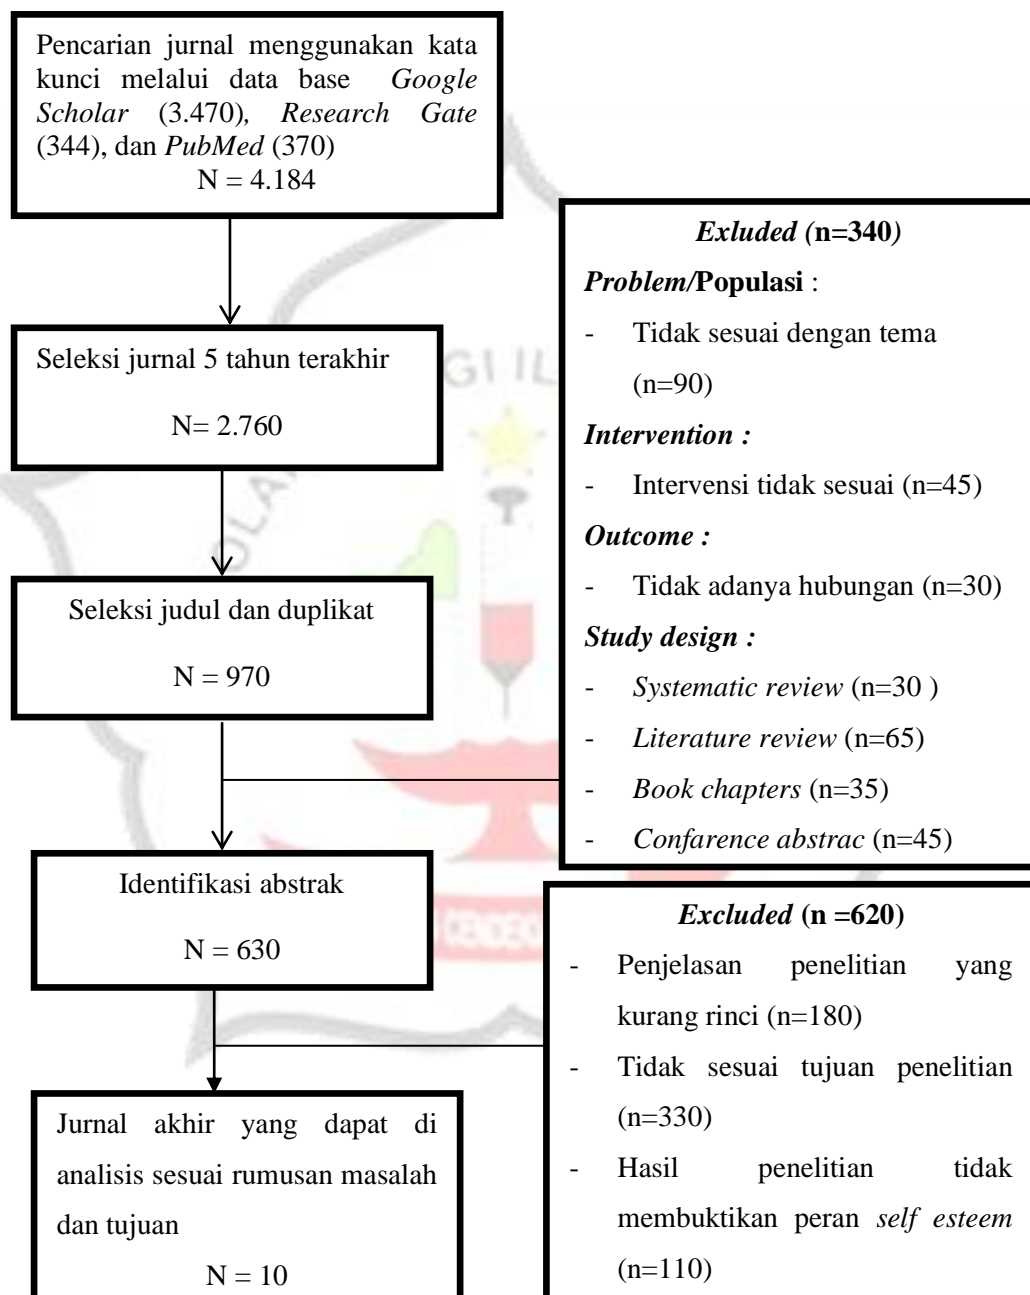 Pencarian jurnal menggunakan kata
kunci melalui data base Google
Scholar (3.470), Research Gate
(344), dan PubMed (370)
N = 4.184
Seleksi jurnal 5 tahun terakhir
N= 2.760
Seleksi judul dan duplikat
N = 970
Exluded (n=340)
Problem/Populasi :
- Tidak sesuai dengan tema
(n=90)
Intervention :
- Intervensi tidak sesuai (n=45)
Outcome :
- Tidak adanya hubungan (n=30)
Study design :
- Systematic review (n=30 )
- Literature review (n=65)
- Book chapters (n=35)
- Confarence abstrac (n=45)
Identifikasi abstrak
N = 630
Excluded (n =620)
- Penjelasan penelitian yang
kurang rinci (n=180)
- Tidak sesuai tujuan penelitian
(n=330)
- Hasil penelitian tidak
membuktikan peran self esteem
(n=110)
Jurnal akhir yang dapat di
analisis sesuai rumusan masalah
dan tujuan
N = 10